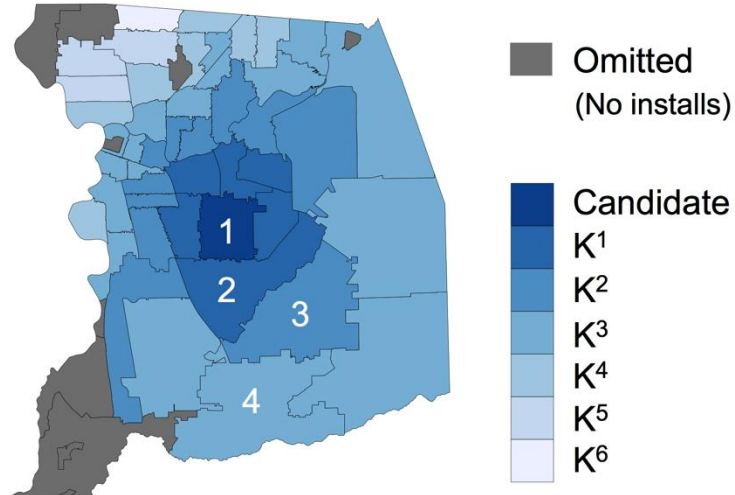 Omitted
(No installs)
Candidate
K¹
K²
K³
K⁴
K⁵
K⁶
1
2
3
4